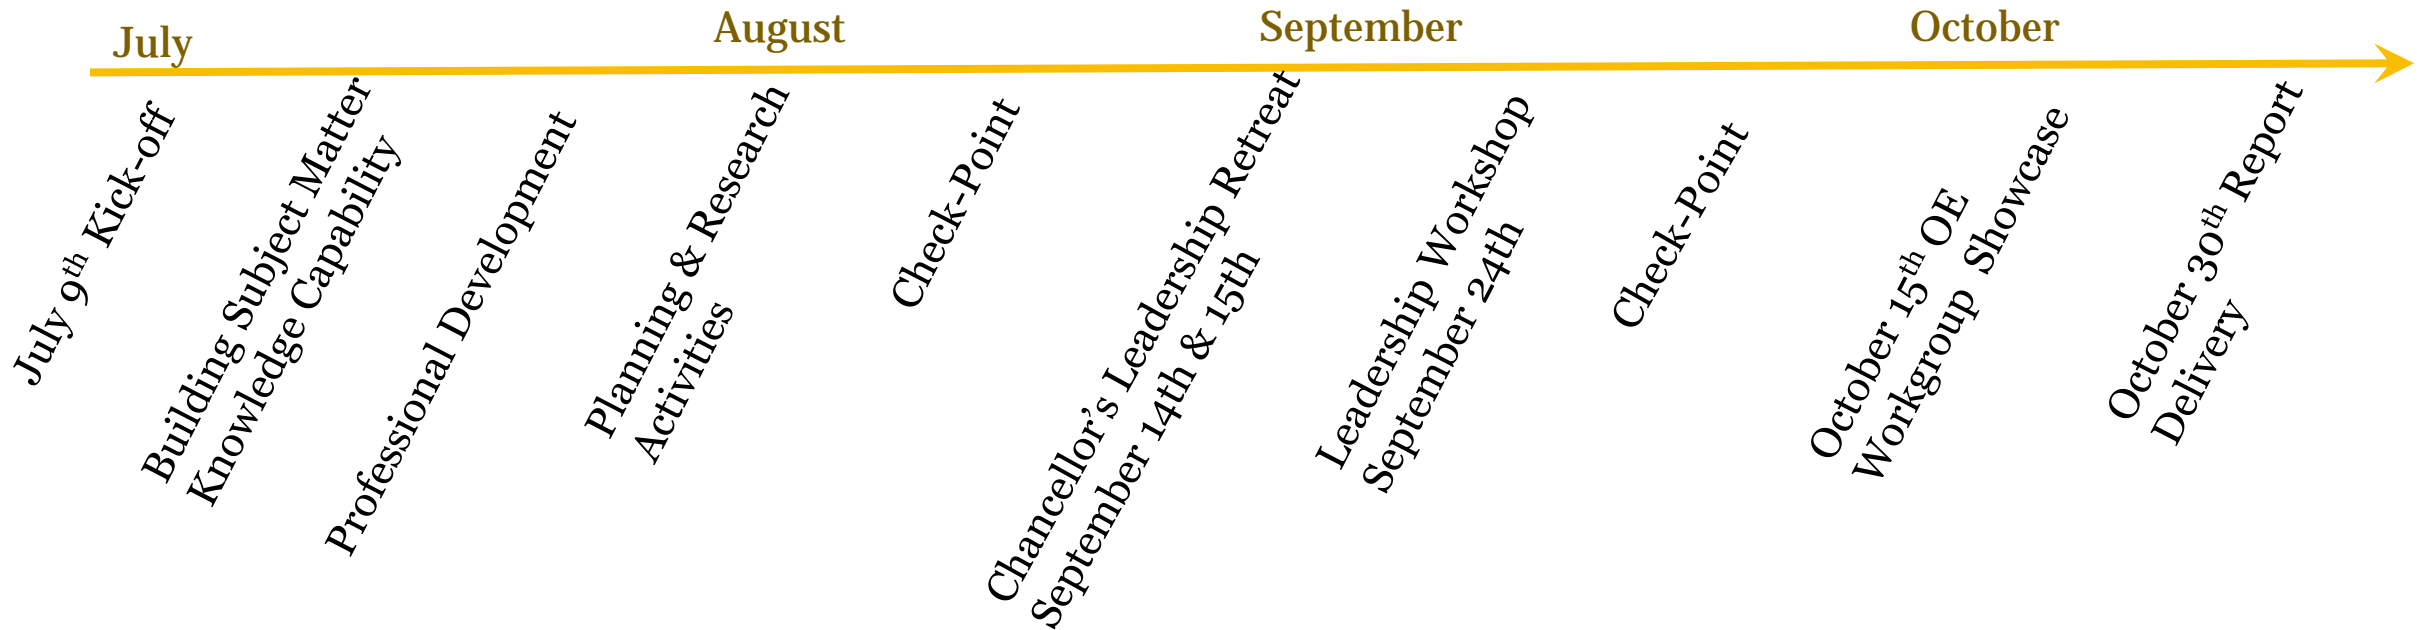 July
August
September
October
July 9th Kick-off
Building Subject Matter
Knowledge Capability
Professional Development
Planning & Research
Activities
Check-Point
Chancellor’s Leadership Retreat
September 14th & 15th
Leadership Workshop
September 24th
Check-Point
October 15th OE
Workgroup Showcase
October 30th Report
Delivery